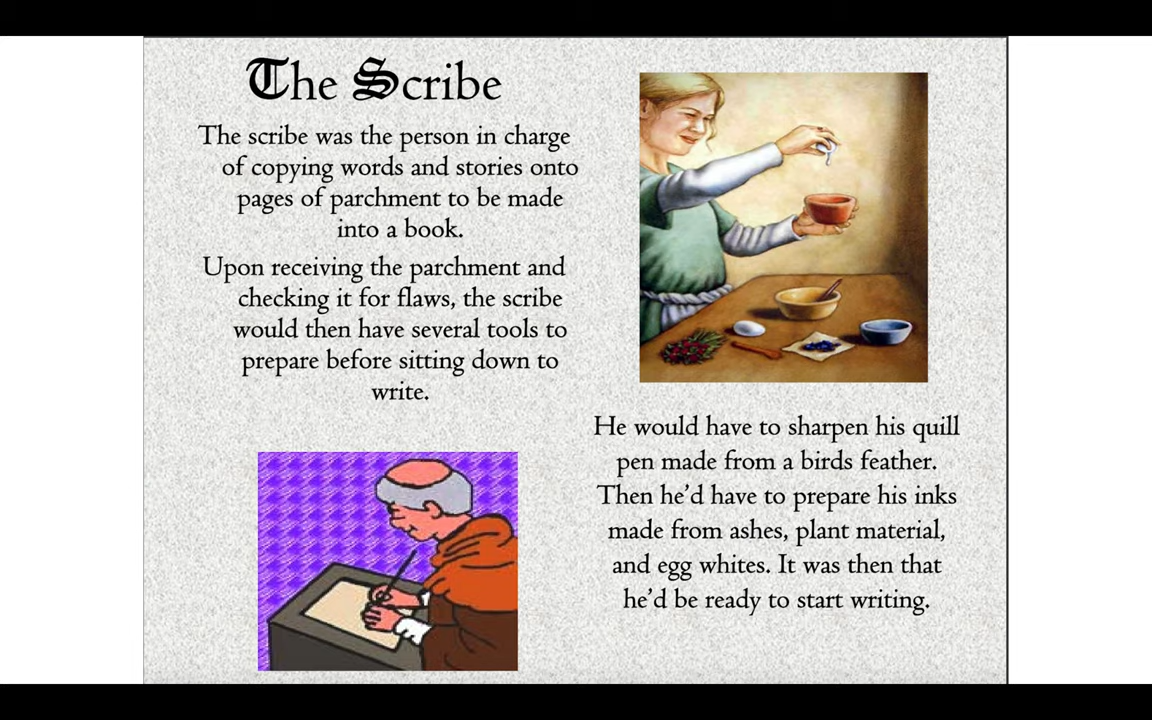 The Scribe
The scribe was the person in charge
of copying words and stories onto
pages of parchment to be made
into a book.
Upon receiving the parchment and
checking it for flaws, the scribe
would then have several tools to
prepare before sitting down to
write.
He would have to sharpen his quill
pen made from a birds feather.
Then he’d have to prepare his inks
made from ashes, plant material,
and egg whites. It was then that
he’d be ready to start writing.